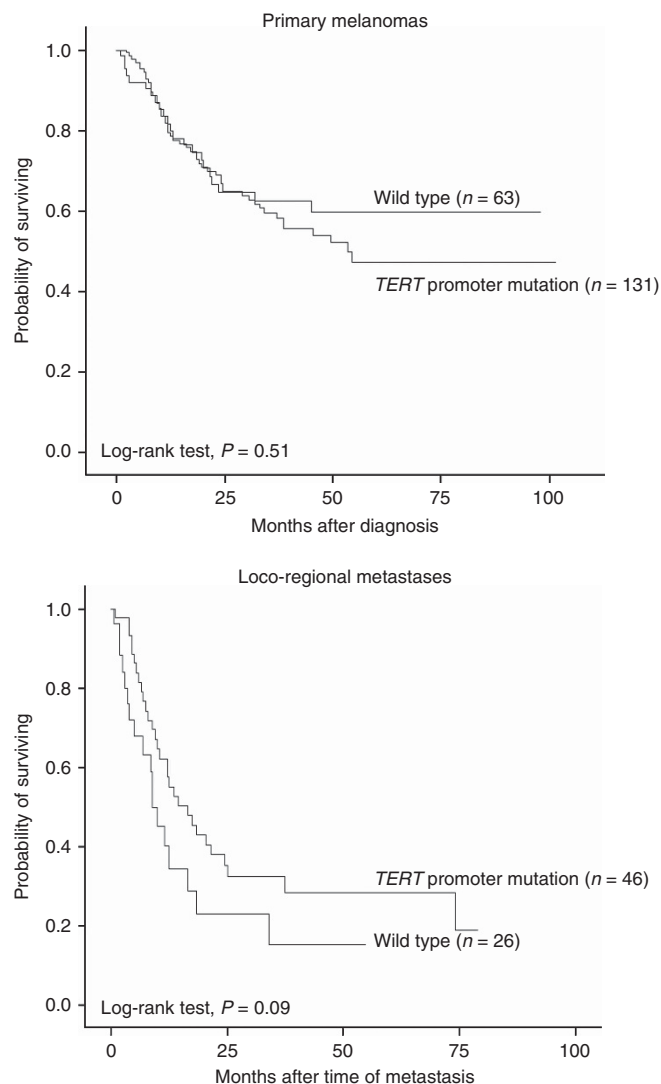 Primary melanomas
1.0
0.8
0.6
0.4
0.2
0.0
Probability of surviving
Wild type (n = 63)
TERT promoter mutation (n = 131)
Log-rank test, P = 0.51
0 25 50 75 100
Months after diagnosis
Loco-regional metastases
1.0
0.8
0.6
0.4
0.2
0.0
Probability of surviving
TERT promoter mutation (n = 46)
Wild type (n = 26)
Log-rank test, P = 0.09
0 25 50 75 100
Months after time of metastasis